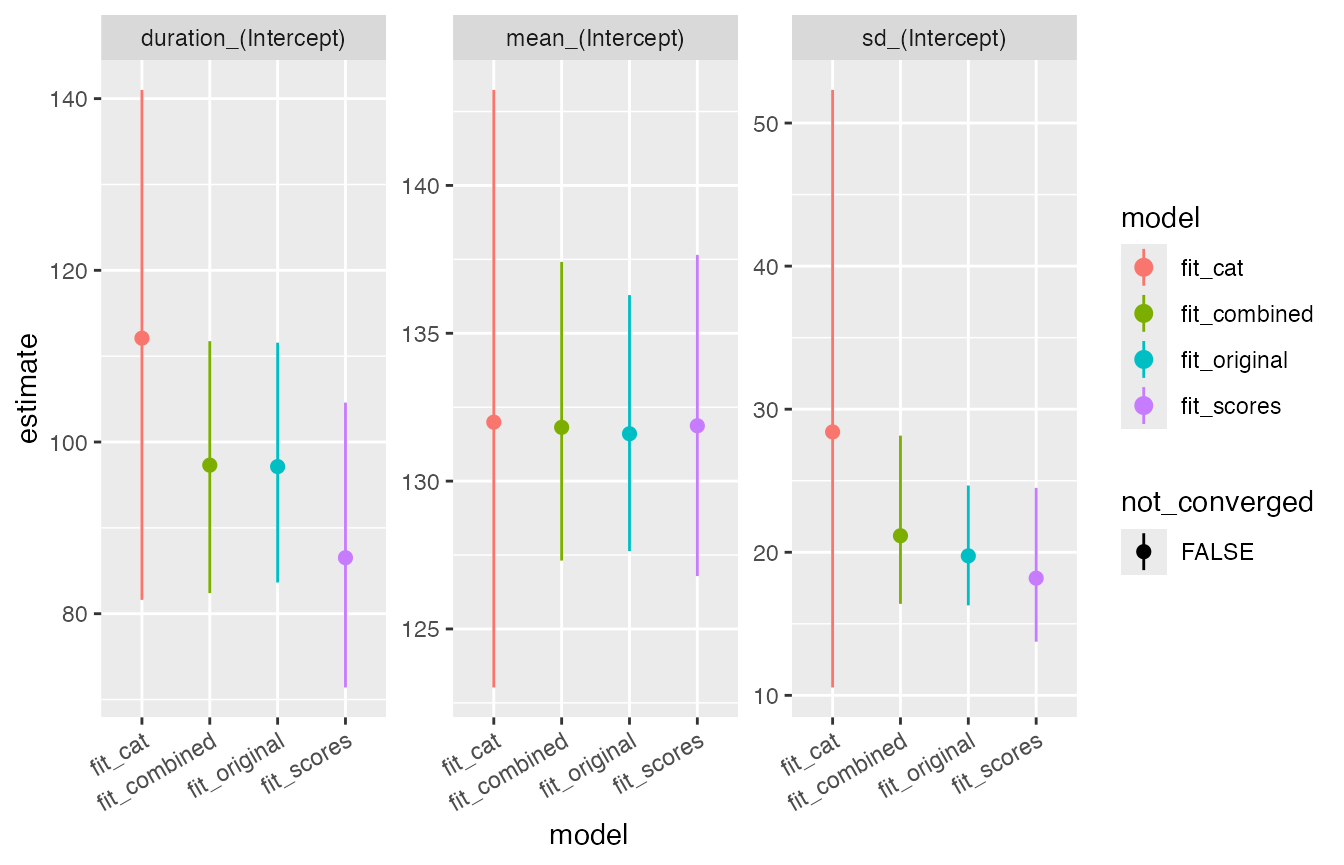 duration_(Intercept)
mean_(Intercept)
sd_(Intercept)
estimate
140
120
100
80
140
135
130
125
50
40
30
20
10
fit_cat
fit_combined
fit_original
fit_scores
fit_cat
fit_combined
fit_original
fit_scores
fit_cat
fit_combined
fit_original
fit_scores
model
model
fit_cat
fit_combined
fit_original
fit_scores
not_converged
FALSE